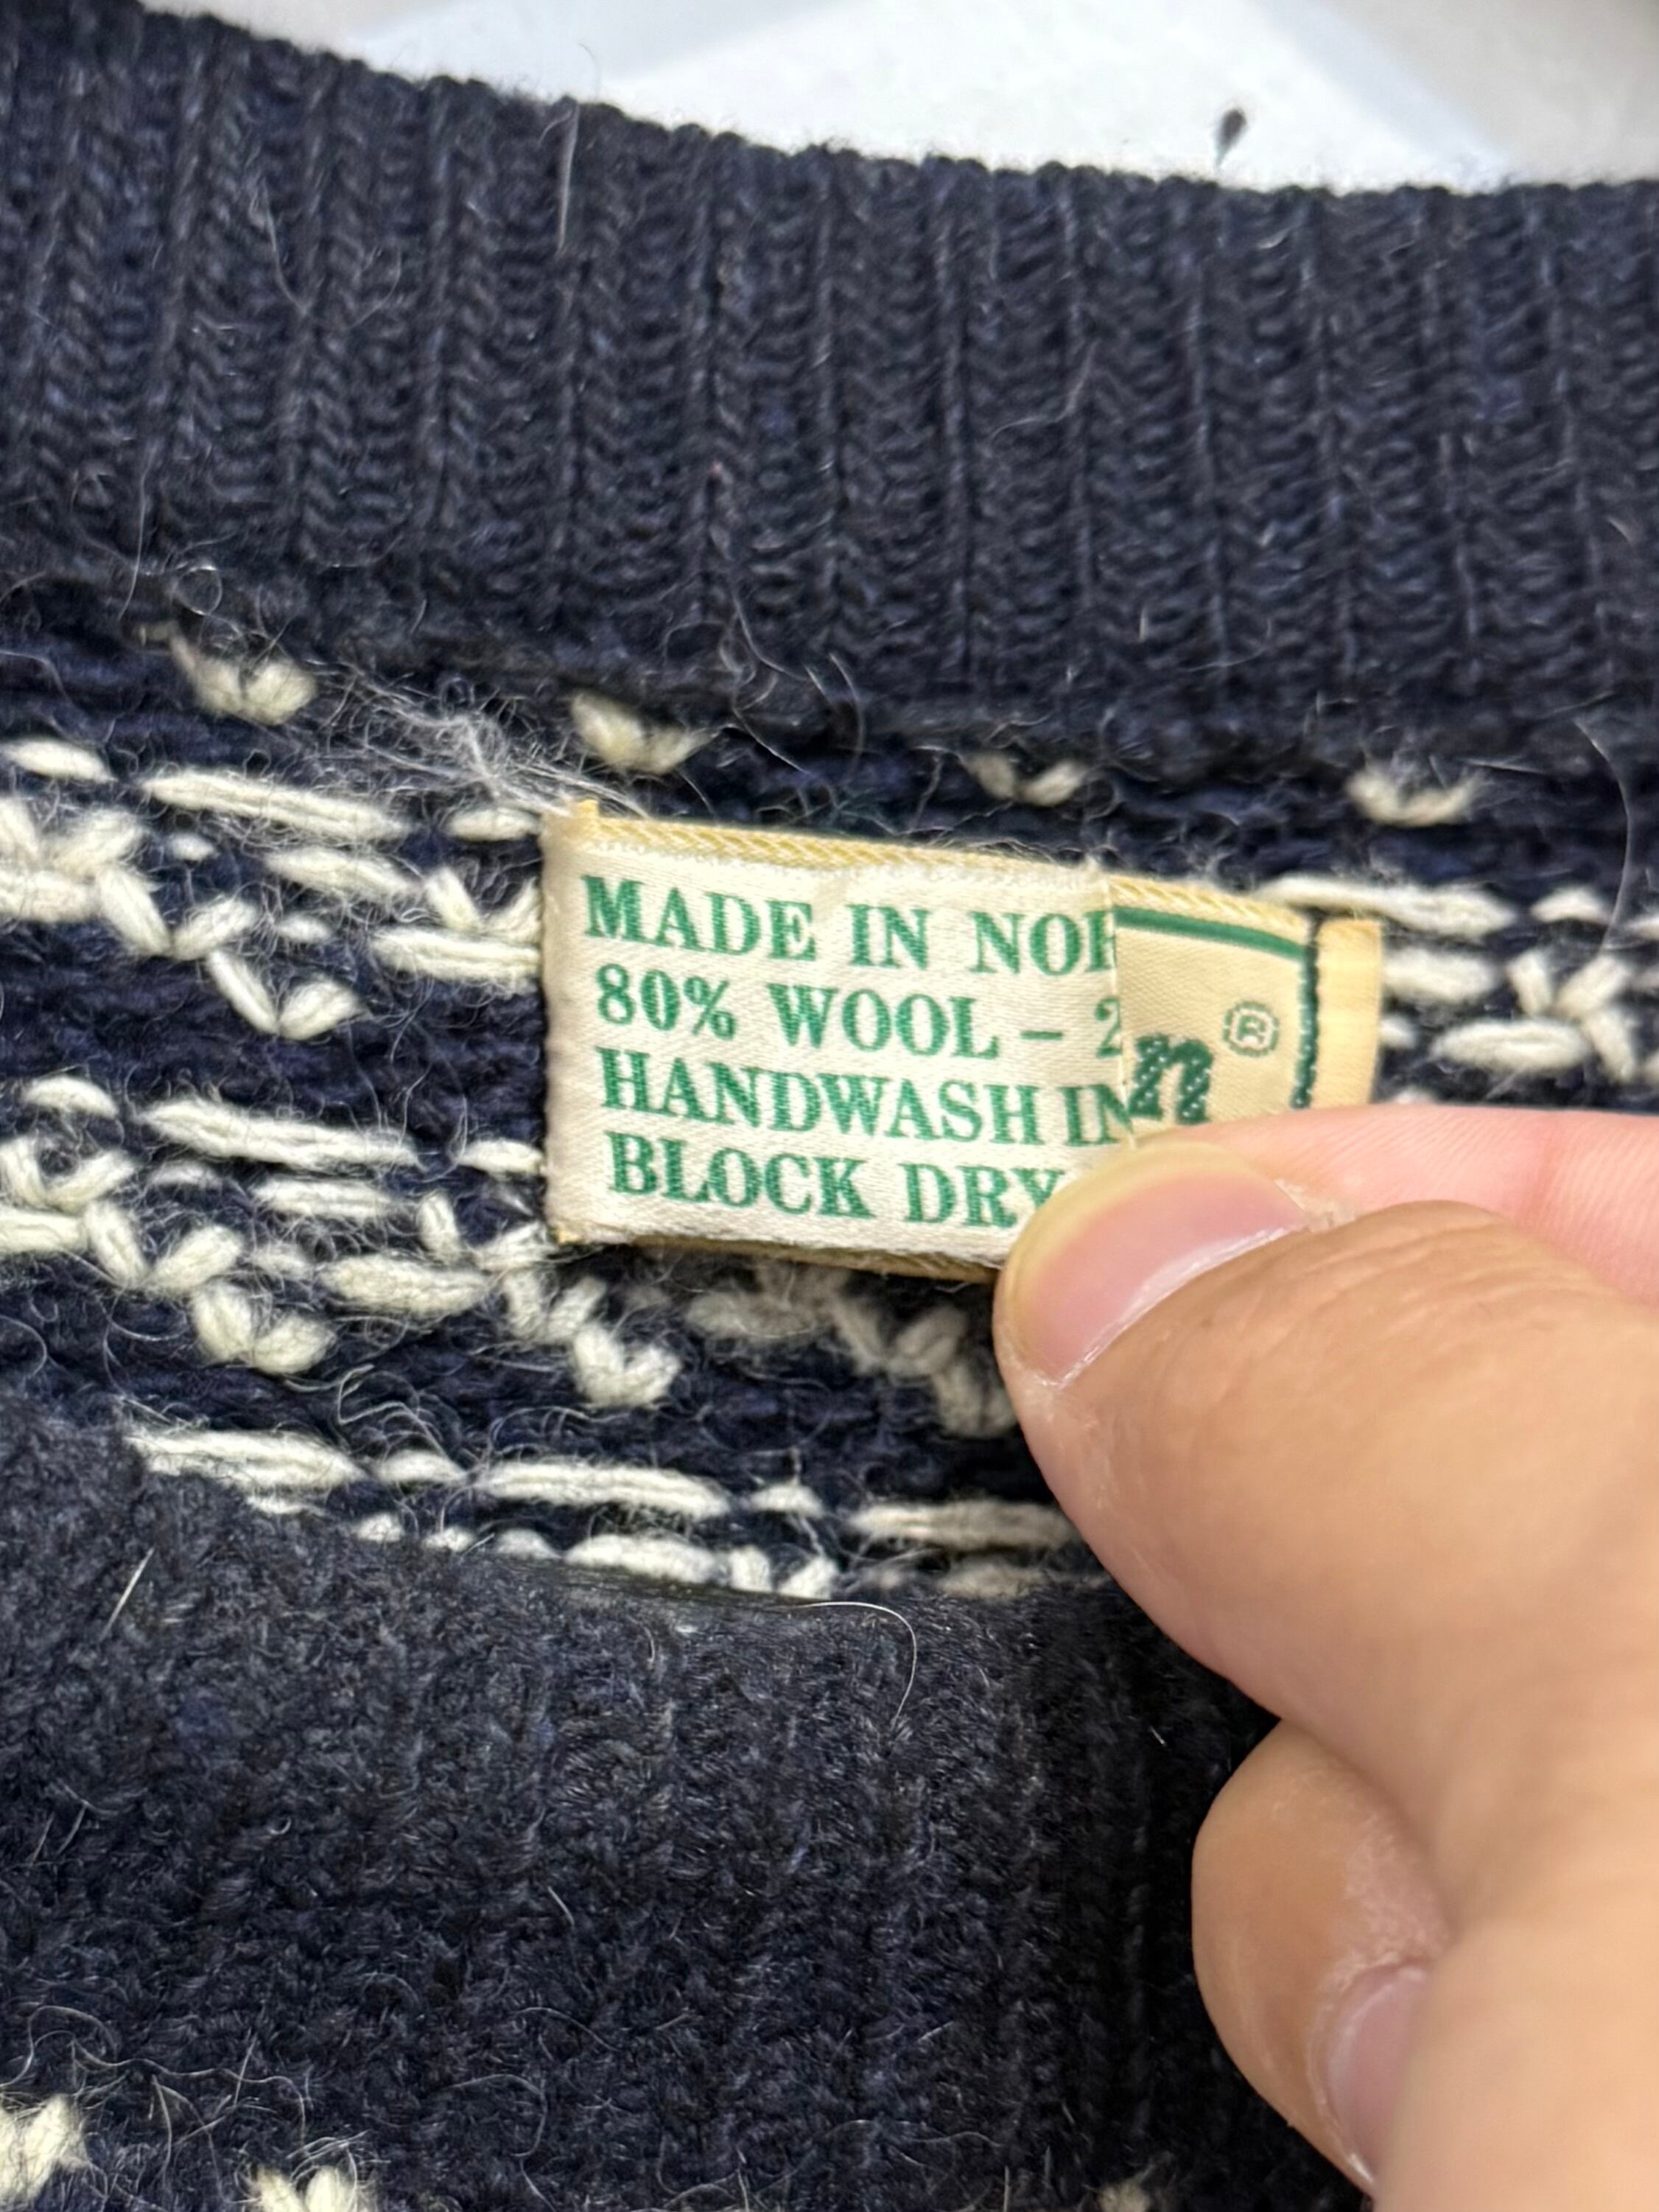 MADE IN NOR
80% WOOL – 2
HANDWASH IN
BLOCK DRY
n ®